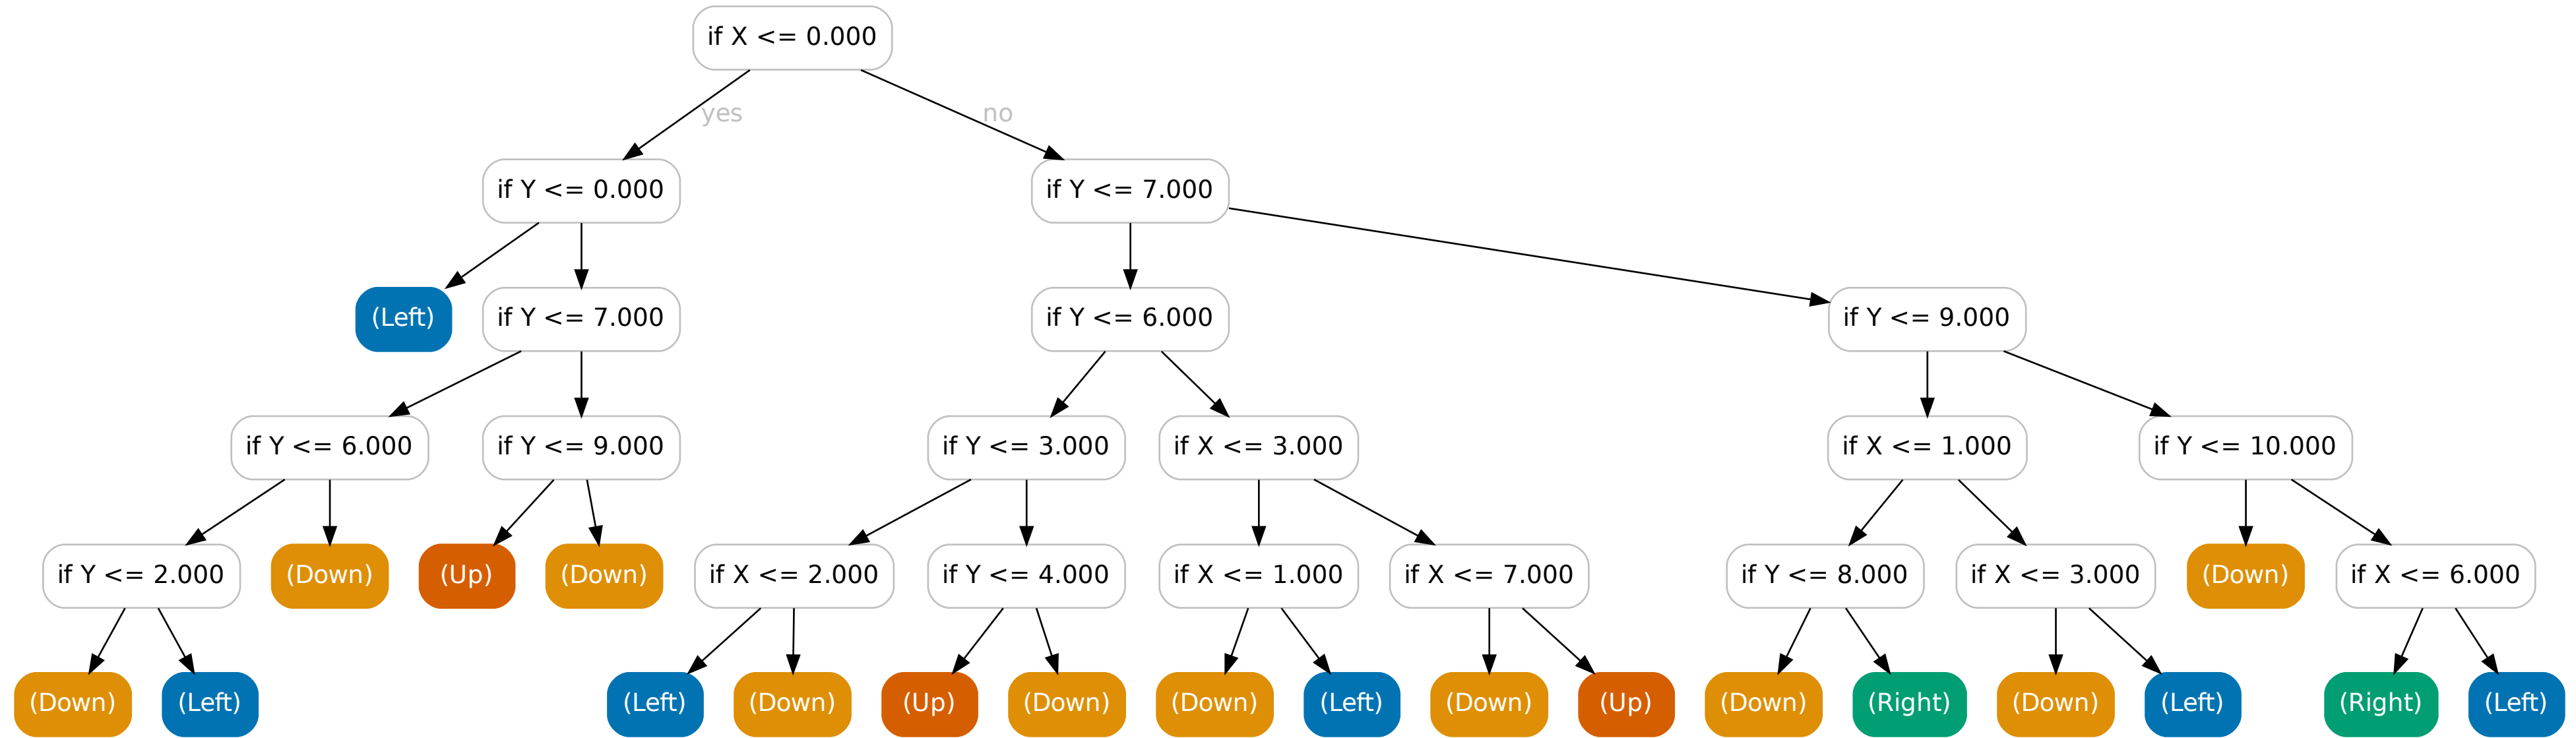 if X <= 0.000
yes
no
if Y <= 0.000
if Y <= 7.000
(Left)
if Y <= 7.000
if Y <= 6.000
if Y <= 9.000
if Y <= 6.000
if Y <= 9.000
if Y <= 3.000
if X <= 3.000
if X <= 1.000
if Y <= 10.000
if Y <= 2.000
(Down)
(Up)
(Down)
if X <= 2.000
if Y <= 4.000
if X <= 1.000
if X <= 7.000
if Y <= 8.000
if X <= 3.000
(Down)
if X <= 6.000
(Down)
(Left)
(Left)
(Down)
(Up)
(Down)
(Down)
(Left)
(Down)
(Up)
(Down)
(Right)
(Down)
(Left)
(Right)
(Left)